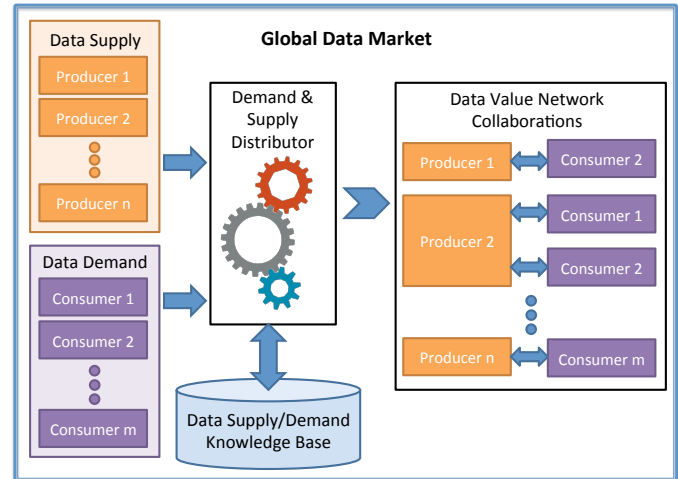 Global Data Market
Data Supply
Producer 1
Producer 2
Producer n
Data Demand
Consumer 1
Consumer 2
Consumer m
Demand &
Supply
Distributor
Data Supply/Demand
Knowledge Base
Data Value Network
Collaborations
Producer 1
Consumer 2
Producer 2
Consumer 1
Consumer 2
Producer n
Consumer m